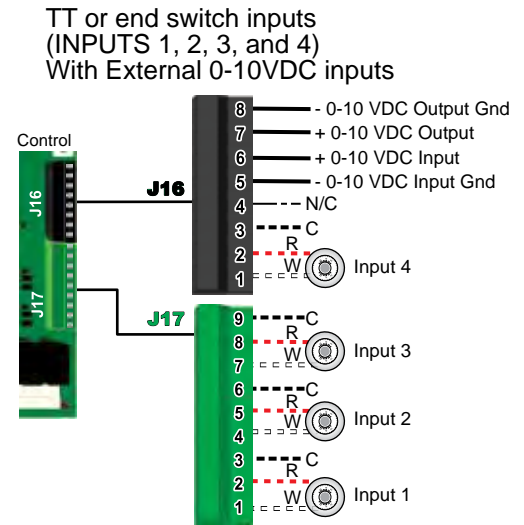 TT or end switch inputs
(INPUTS 1, 2, 3, and 4)
With External 0-10VDC inputs
Control
J16
J17
J16
8 - 0-10 VDC Output Gnd
7 + 0-10 VDC Output
6 + 0-10 VDC Input
5 - 0-10 VDC Input Gnd
4 N/C
3 C
2 R
1 W Input 4
J17
9 C
8 R
7 W Input 3
6 C
5 R
4 W Input 2
3 C
2 R
1 W Input 1